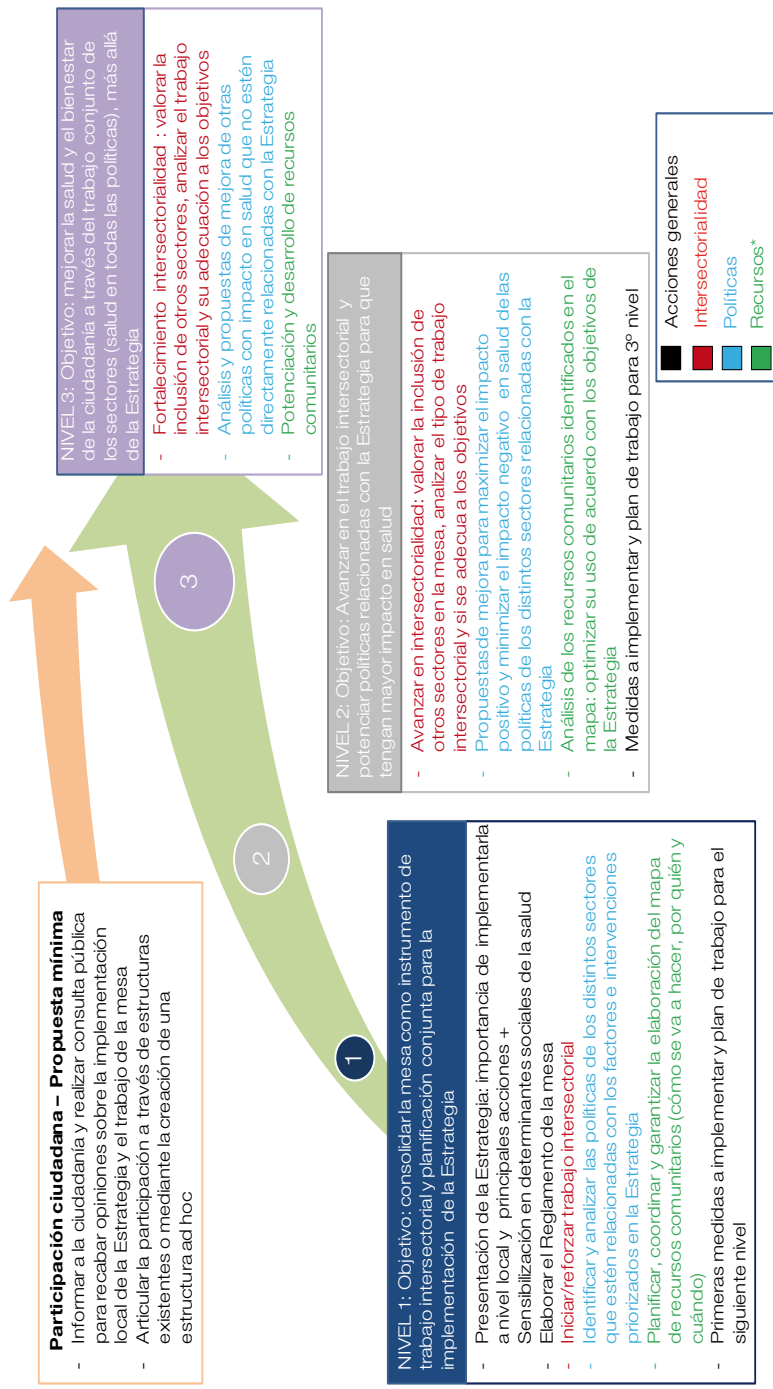 Participación ciudadana – Propuesta mínima
- Informar a la ciudadanía y realizar consulta pública
para recabar opiniones sobre la implementación
local de la Estrategia y el trabajo de la mesa
- Articular la participación a través de estructuras
existentes o mediante la creación de una
estructura ad hoc
1
2
3
NIVEL 1: Objetivo: consolidar la mesa como instrumento de
trabajo intersectorial y planificación conjunta para la
implementación de la Estrategia
- Presentación de la Estrategia: importancia de implementarla
a nivel local y principales acciones +
Sensibilización en determinantes sociales de la salud
- Elaborar el Reglamento de la mesa
- Iniciar/reforzar trabajo intersectorial
- Identificar y analizar las políticas de los distintos sectores
que estén relacionadas con los factores e intervenciones
priorizados en la Estrategia
- Planificar, coordinar y garantizar la elaboración del mapa
de recursos comunitarios (cómo se va a hacer, por quién y
cuándo)
- Primeras medidas a implementar y plan de trabajo para el
siguiente nivel
NIVEL 2: Objetivo: Avanzar en el trabajo intersectorial y
potenciar políticas relacionadas con la Estrategia para que
tengan mayor impacto en salud
- Avanzar en intersectorialidad: valorar la inclusión de
otros sectores en la mesa, analizar el tipo de trabajo
intersectorial y si se adecua a los objetivos
- Propuestas de mejora para maximizar el impacto
positivo y minimizar el impacto negativo en salud de las
políticas de los distintos sectores relacionadas con la
Estrategia
- Análisis de los recursos comunitarios identificados en el
mapa: optimizar su uso de acuerdo con los objetivos de
la Estrategia
- Medidas a implementar y plan de trabajo para 3º nivel
NIVEL 3: Objetivo: mejorar la salud y el bienestar
de la ciudadanía a través del trabajo conjunto de
los sectores (salud en todas las políticas), más allá
de la Estrategia
- Fortalecimiento intersectorialidad : valorar la
inclusión de otros sectores, analizar el trabajo
intersectorial y su adecuación a los objetivos
- Análisis y propuestas de mejora de otras
políticas con impacto en salud que no estén
directamente relacionadas con la Estrategia
- Potenciación y desarrollo de recursos
comunitarios
Acciones generales
Intersectorialidad
Políticas
Recursos*